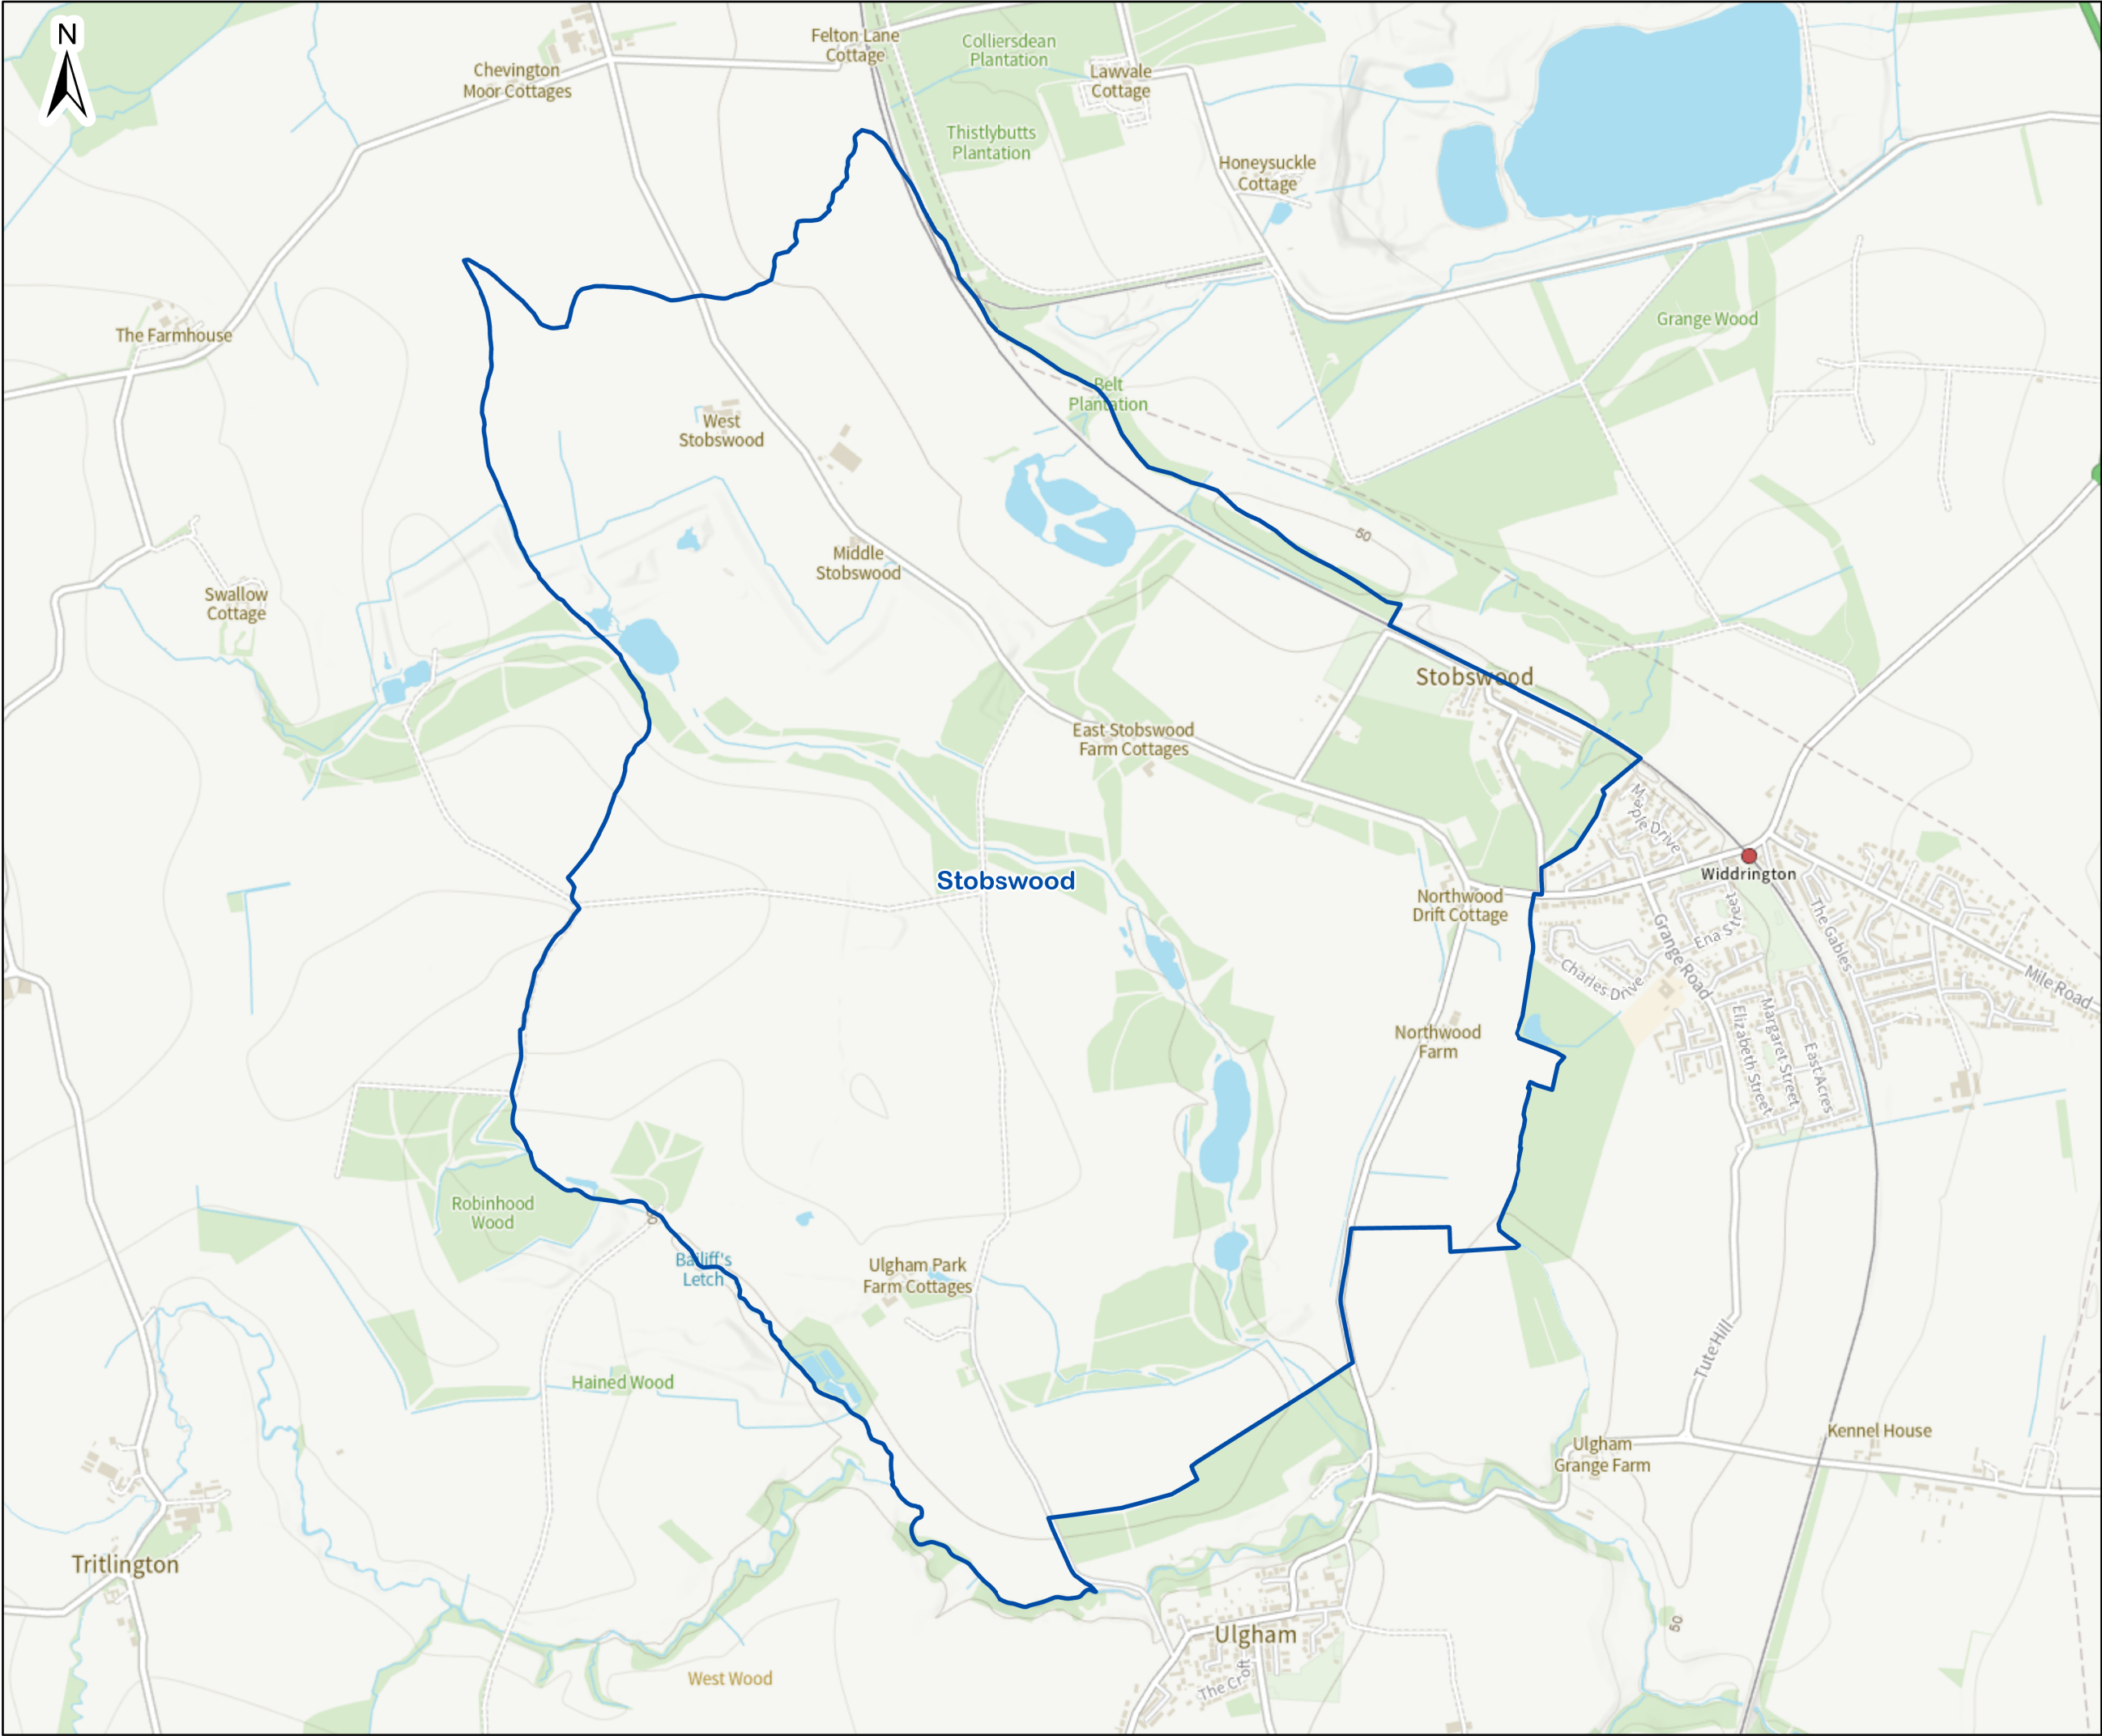 N
Felton Lane
Cottage
Colliersdean
Plantation
Chevington
Moor Cottages
Lawvale
Cottage
Thistlybutts
Plantation
Honeysuckle
Cottage
The Farmhouse
Grange Wood
Belt
Plantation
West
Stobswood
50
Middle
Stobswood
Swallow
Cottage
Stobswood
East Stobswood
Farm Cottages
Maple Drive
Widdrington
Stobswood
Northwood
Drift Cottage
Ena Street
The Gables
Grange Road
Charles Drive
Mile Road
Northwood
Farm
Elizabeth Street
Margaret Street
East Acres
Robinhood
Wood
Bailiff's
Letch
Ulgham Park
Farm Cottages
Tute Hill
Hained Wood
Kennel House
Ulgham
Grange Farm
Tritlington
50
Ulgham
West Wood
The Croft